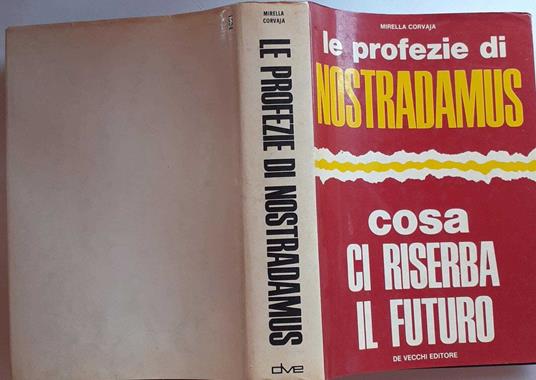 MIRELLA
CORVAJA
LE PROFEZIE DI NOSTRADAMUS
dve
MIRELLA CORVAJA
le profezie di
NOSTRADAMUS
cosa
CI RISERBA
IL FUTURO
DE VECCHI EDITORE